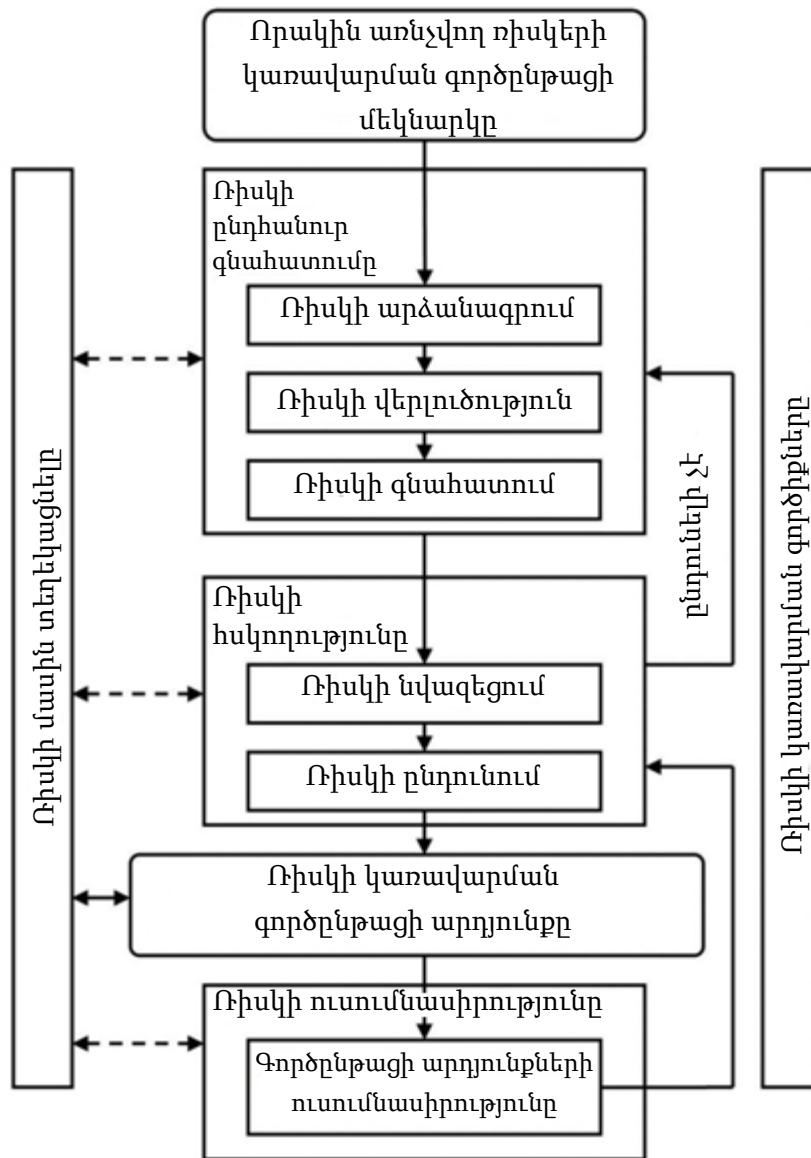 Որակին առնչվող ռիսկերի
կառավարման գործընթացի
մեկնարկը
Ռիսկի
ընդհանուր
գնահատումը
Ռիսկի արձանագրում
Ռիսկի վերլուծություն
Ռիսկի գնահատում
Ռիսկի
հսկողությունը
Ռիսկի նվազեցում
Ռիսկի ընդունում
Ռիսկի կառավարման
գործընթացի արդյունքը
Ռիսկի ուսումնասիրությունը
Գործընթացի արդյունքների
ուսումնասիրությունը
Ռիսկի մասին տեղեկացնելը
ընդունելի չէ
Ռիսկի կառավարման գործիքները